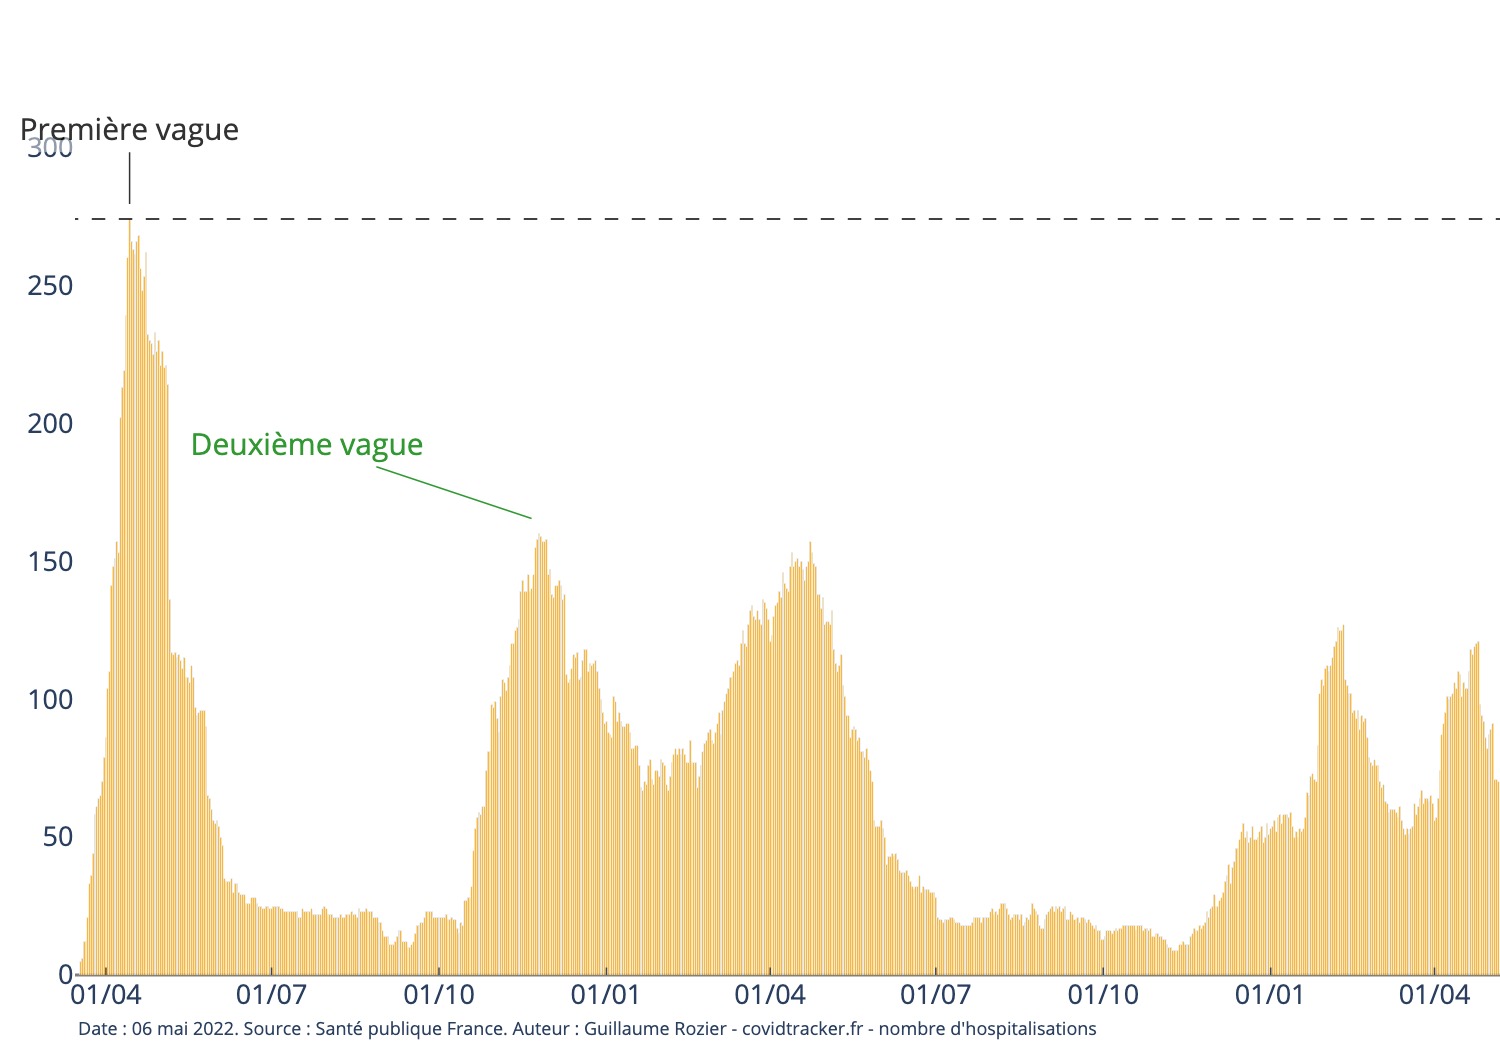 Première vague
300
250
200
Deuxième vague
150
100
50
0
01/04 01/07 01/10 01/01 01/04 01/07 01/10 01/01 01/04
Date : 06 mai 2022. Source : Santé publique France. Auteur : Guillaume Rozier - covidtracker.fr - nombre d'hospitalisations